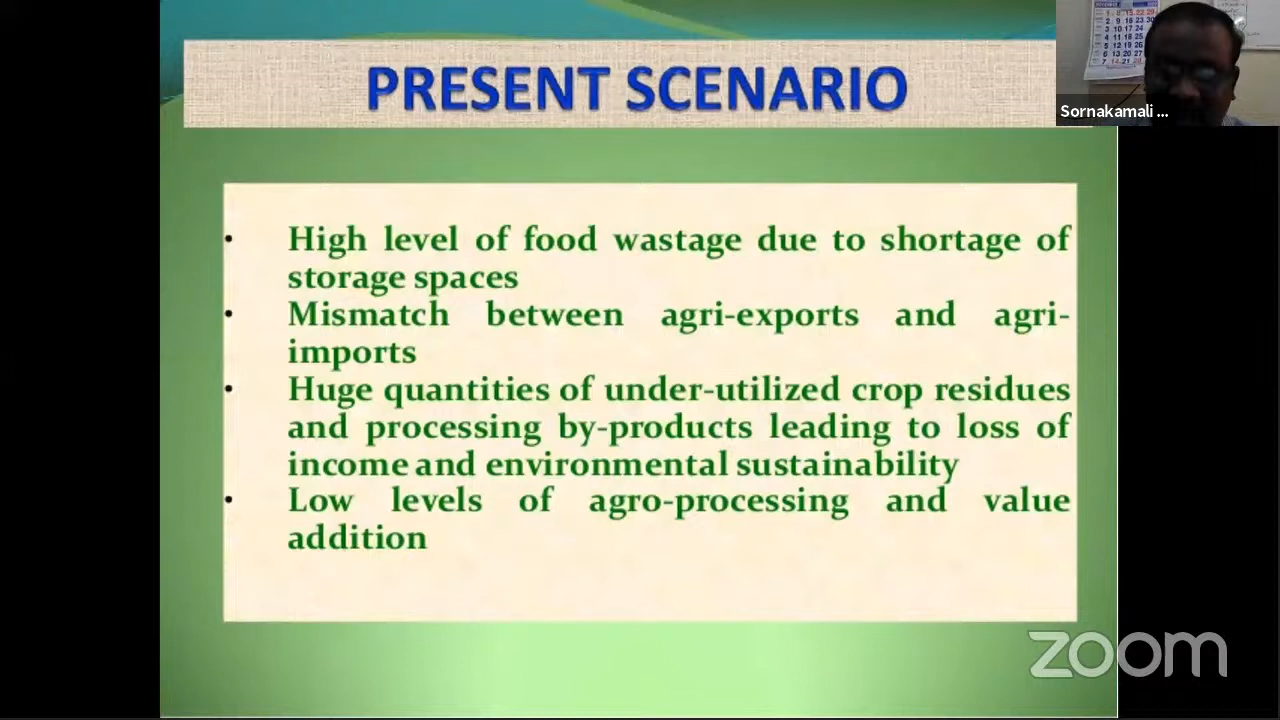 PRESENT SCENARIO
Sornakamali ...
• High level of food wastage due to shortage of
storage spaces
• Mismatch between agri-exports and agri-
imports
• Huge quantities of under-utilized crop residues
and processing by-products leading to loss of
income and environmental sustainability
• Low levels of agro-processing and value
addition
zoom